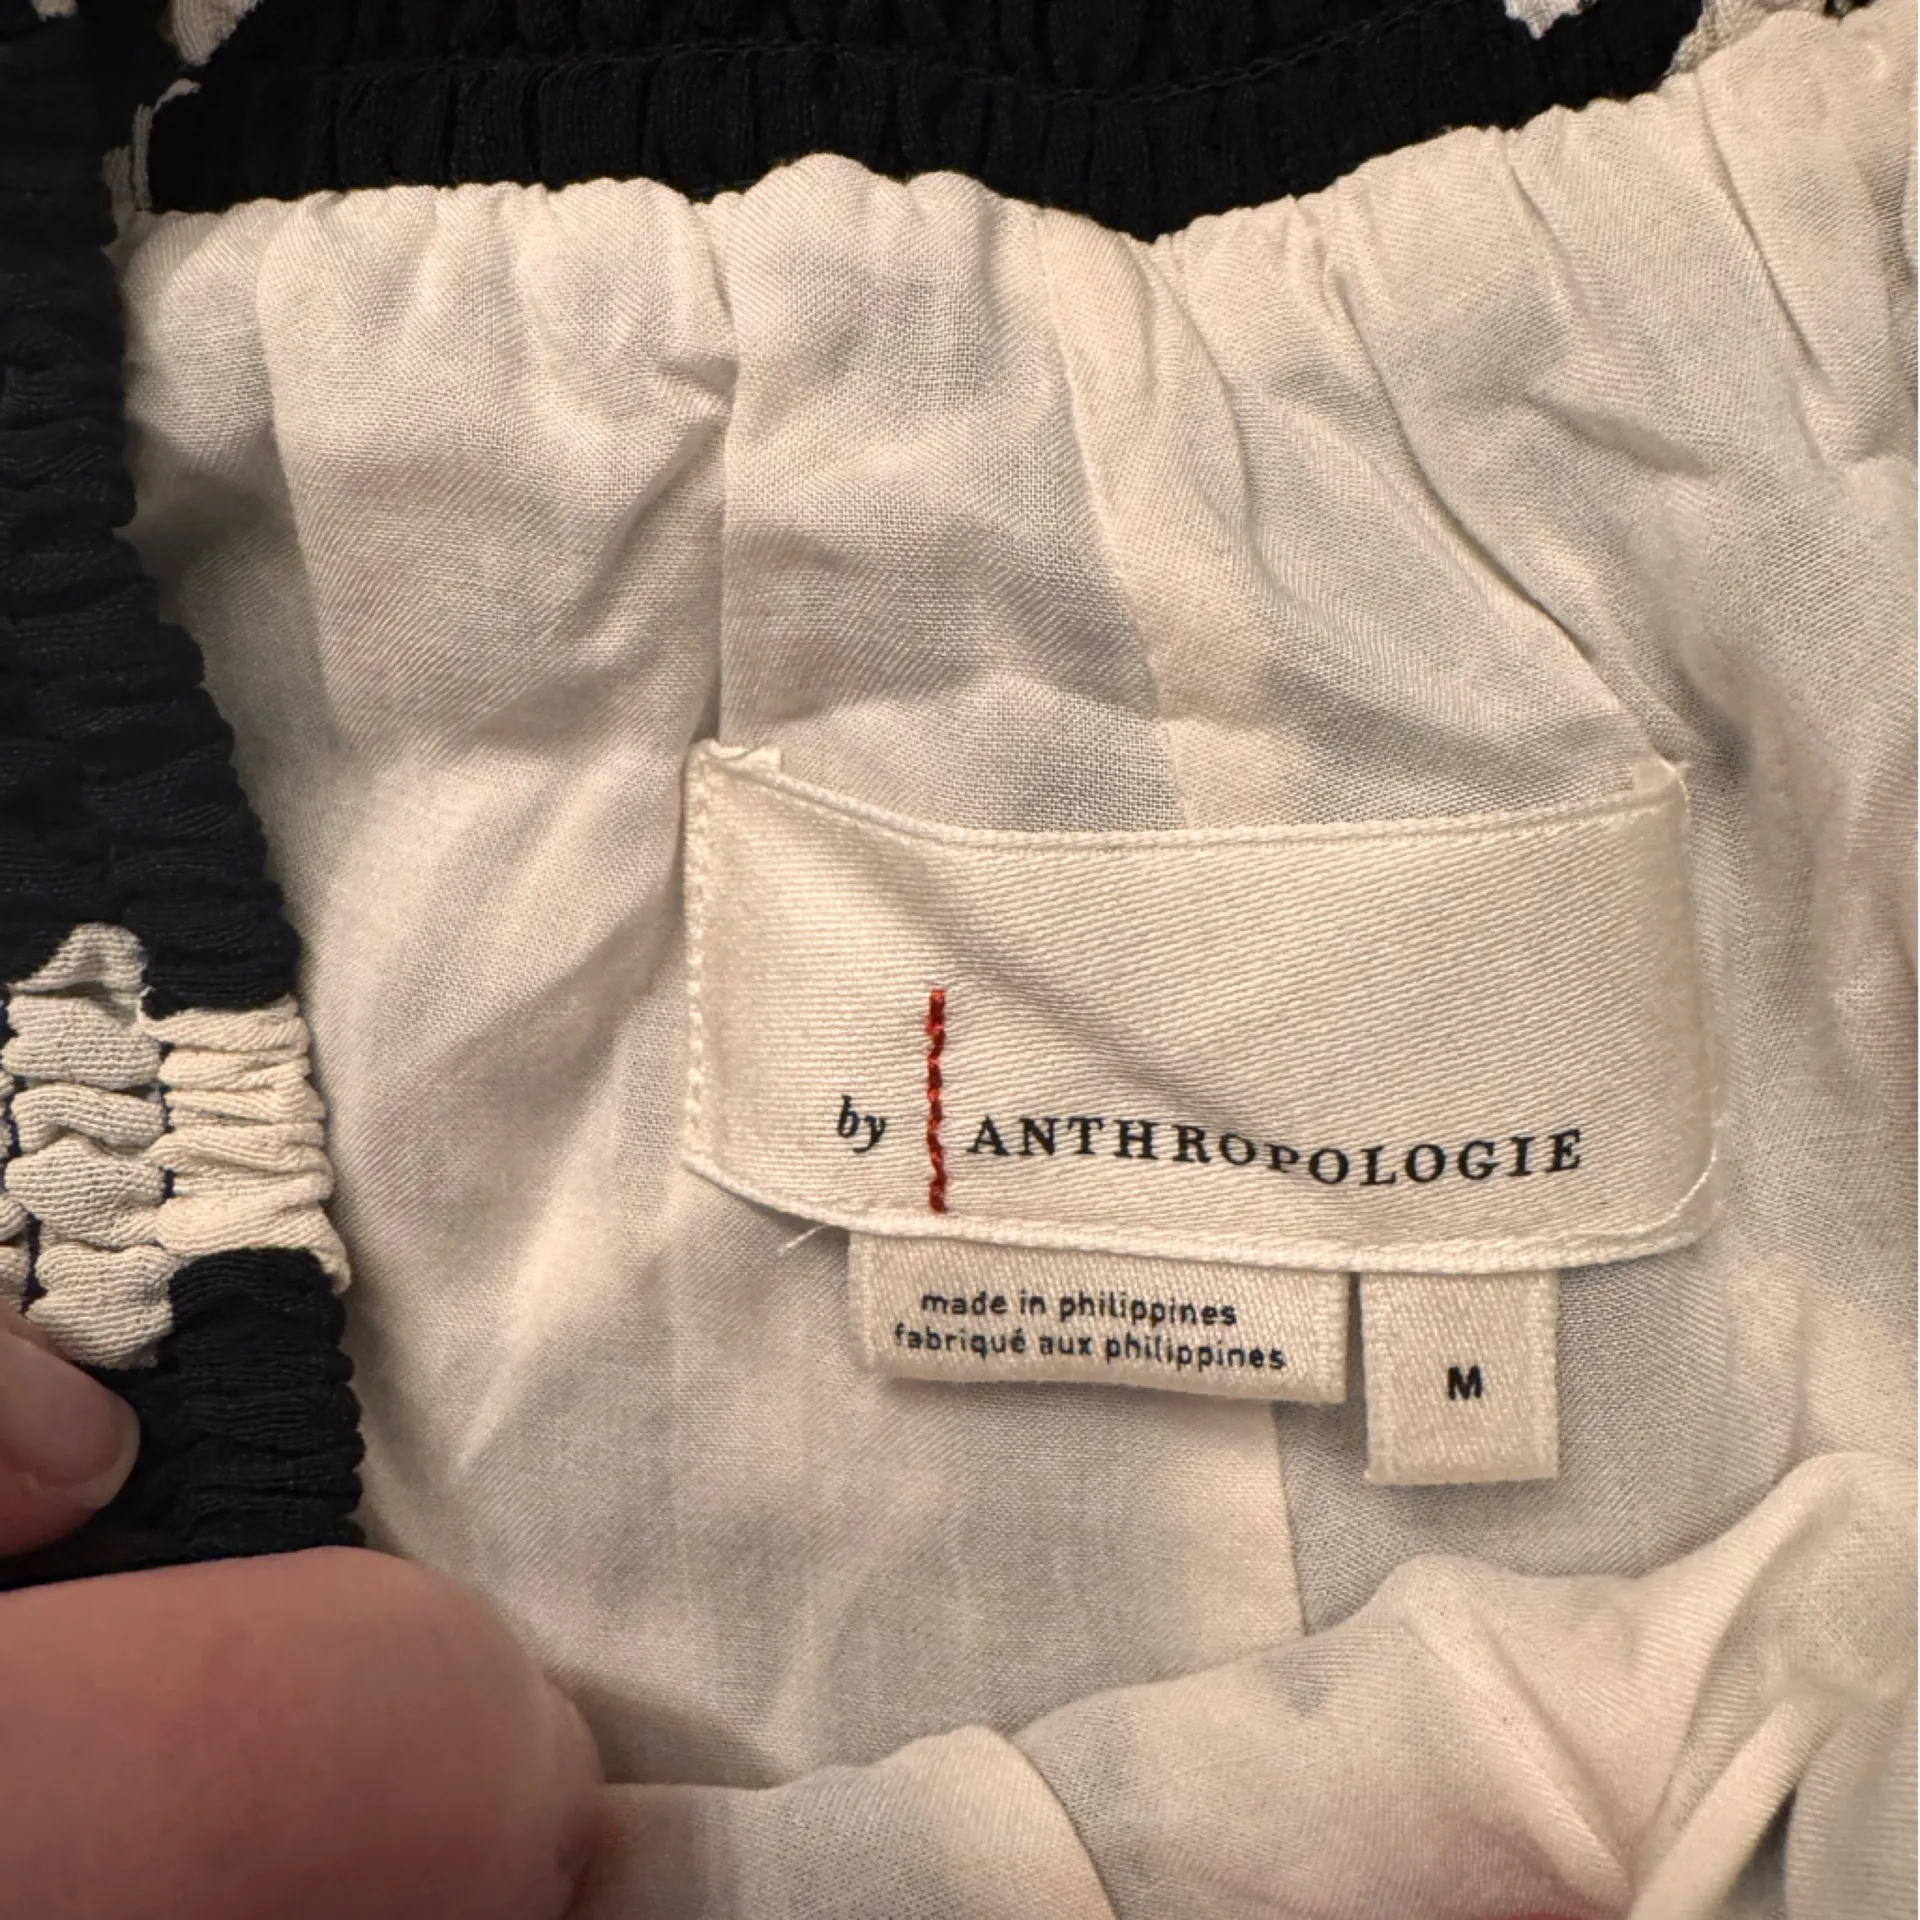 by ANTHROPOLOGIE
made in philippines
fabriqué aux philippines
M